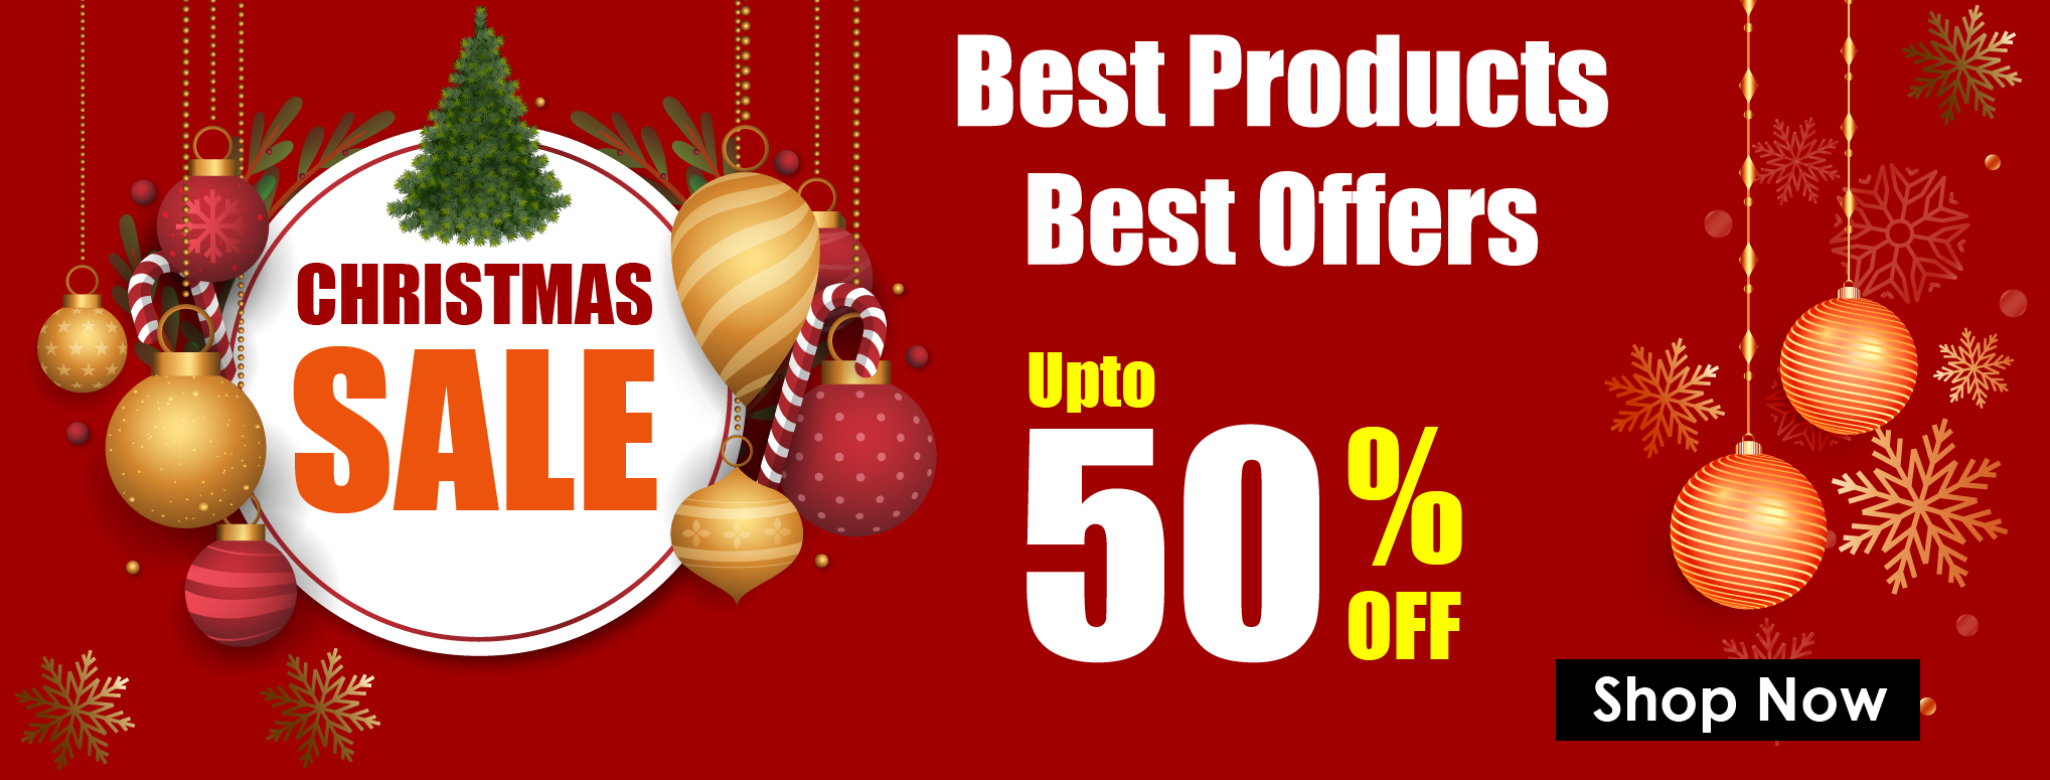 CHRISTMAS
SALE
Best Products
Best Offers
Upto
50%
OFF
Shop Now